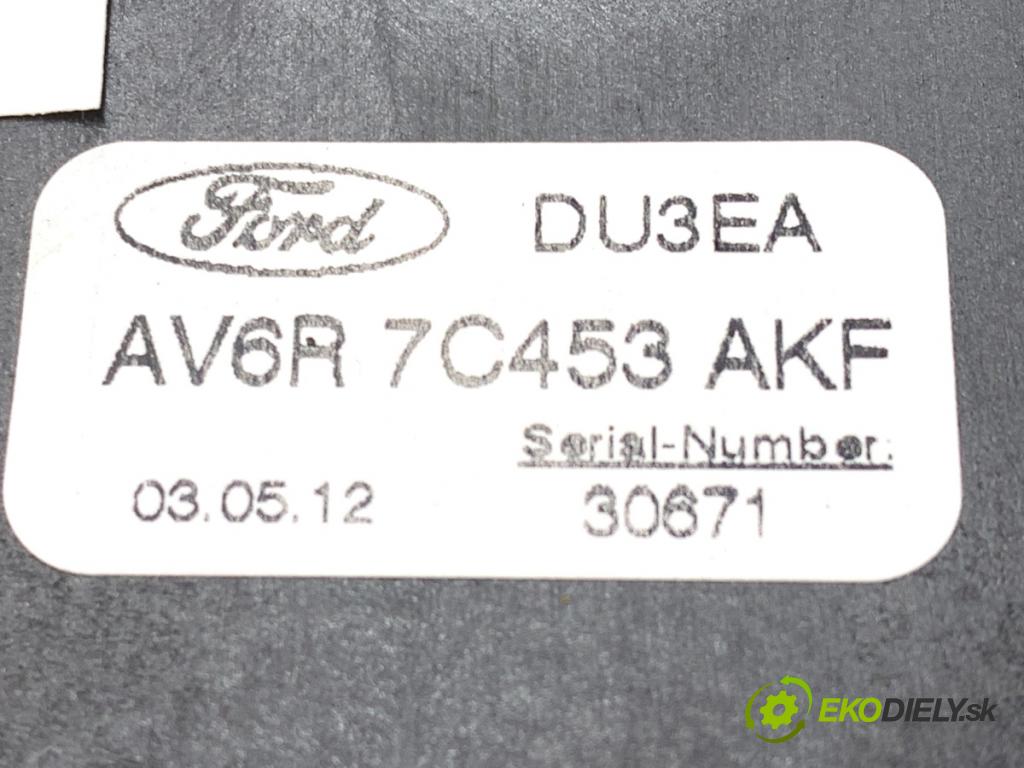 Ford DU3EA
AV6R 7C453 AKF
Serial-Number:
03.05.12 30671
EKODIELY.sk